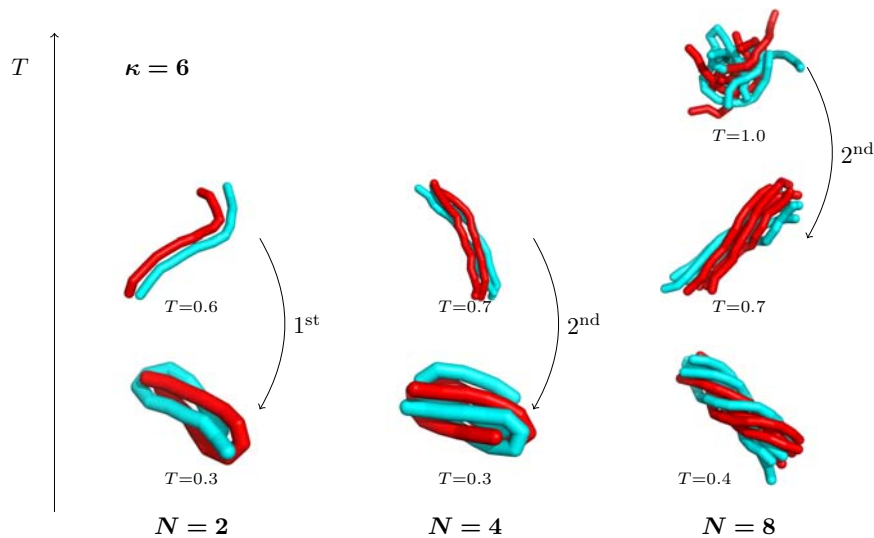 T
κ = 6
T=1.0
2nd
T=0.6
T=0.7
T=0.7
1st
2nd
T=0.3
T=0.3
T=0.4
N = 2
N = 4
N = 8